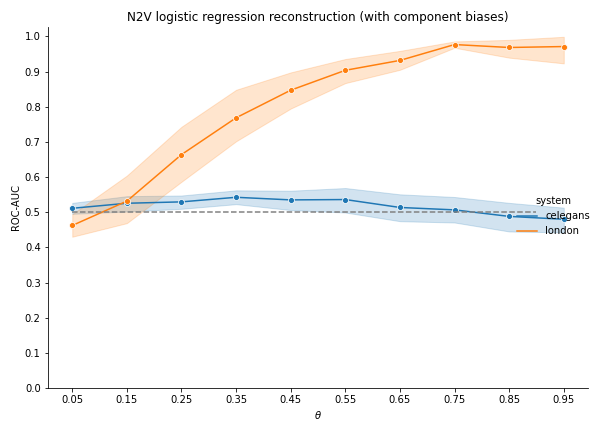 N2V logistic regression reconstruction (with component biases)
1.0
0.9
0.8
0.7
0.6
0.5
0.4
0.3
0.2
0.1
0.0
ROC-AUC
system
celegans
london
0.05 0.15 0.25 0.35 0.45 0.55 0.65 0.75 0.85 0.95
θ